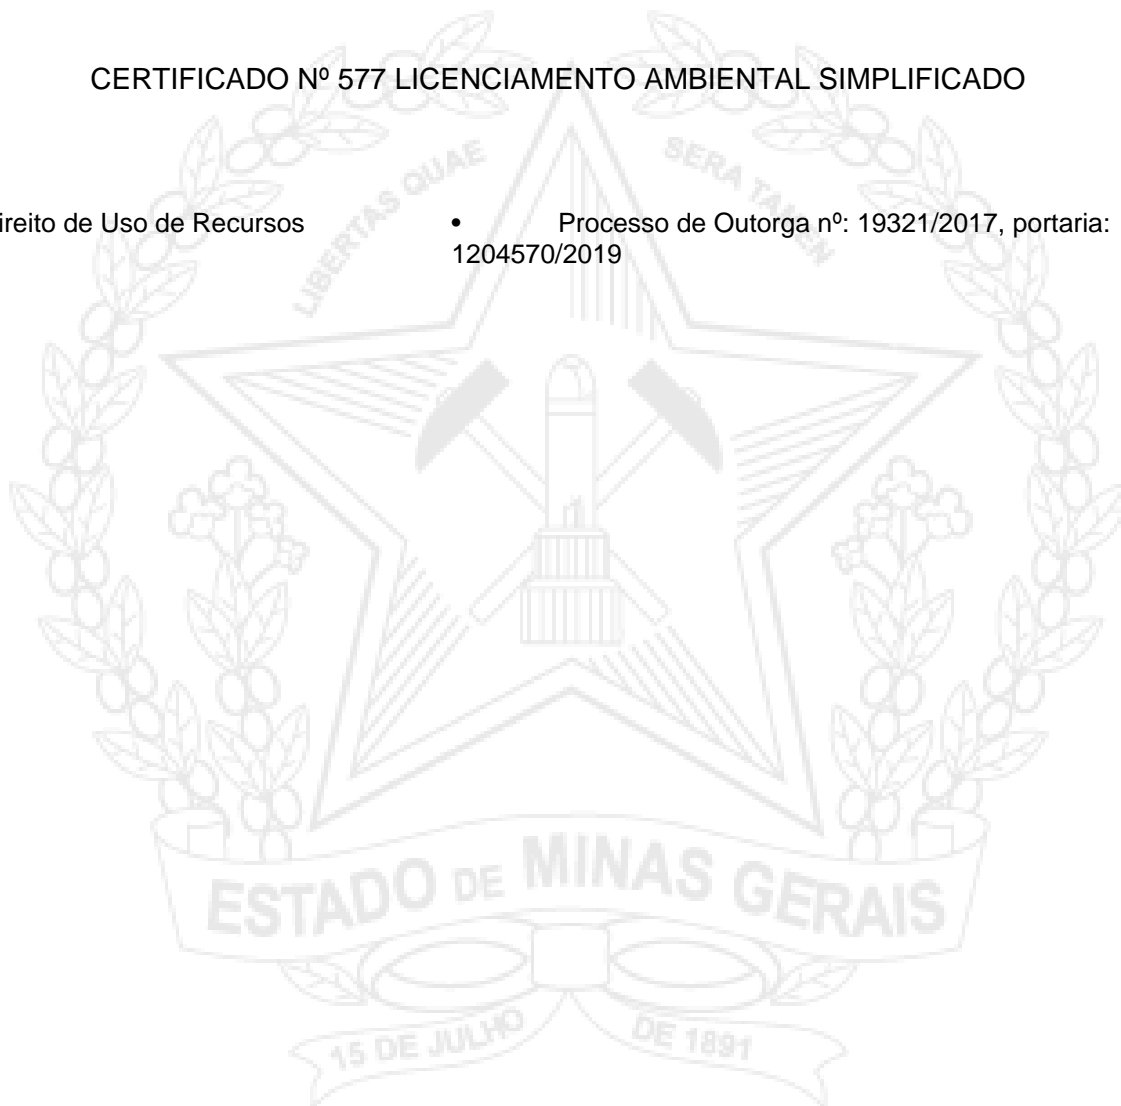 CERTIFICADO Nº 577 LICENCIAMENTO AMBIENTAL SIMPLIFICADO
LIBERTAS QUAE SERA TAMEN
ireito de Uso de Recursos
• Processo de Outorga nº: 19321/2017, portaria:
1204570/2019
ESTADO DE MINAS GERAIS
15 DE JULHO DE 1891